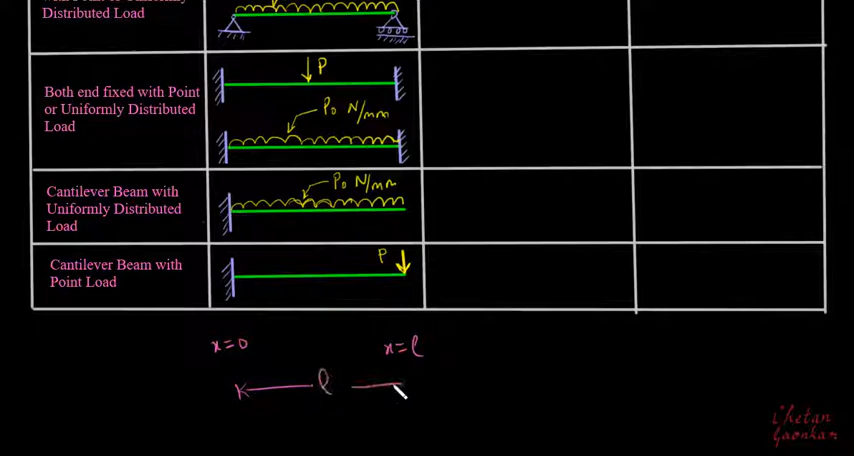 Distributed Load
Both end fixed with Point
or Uniformly Distributed
Load
P
P₀ N/mm
Cantilever Beam with
Uniformly Distributed
Load
P₀ N/mm
Cantilever Beam with
Point Load
P
x=0
x=l
l
Chetan
Gaonkar